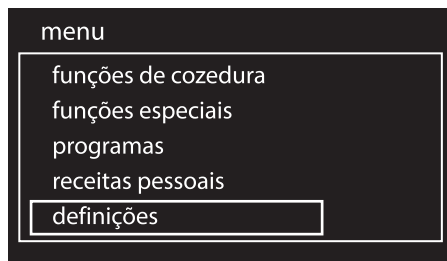 menu
funções de cozedura
funções especiais
programas
receitas pessoais
definições